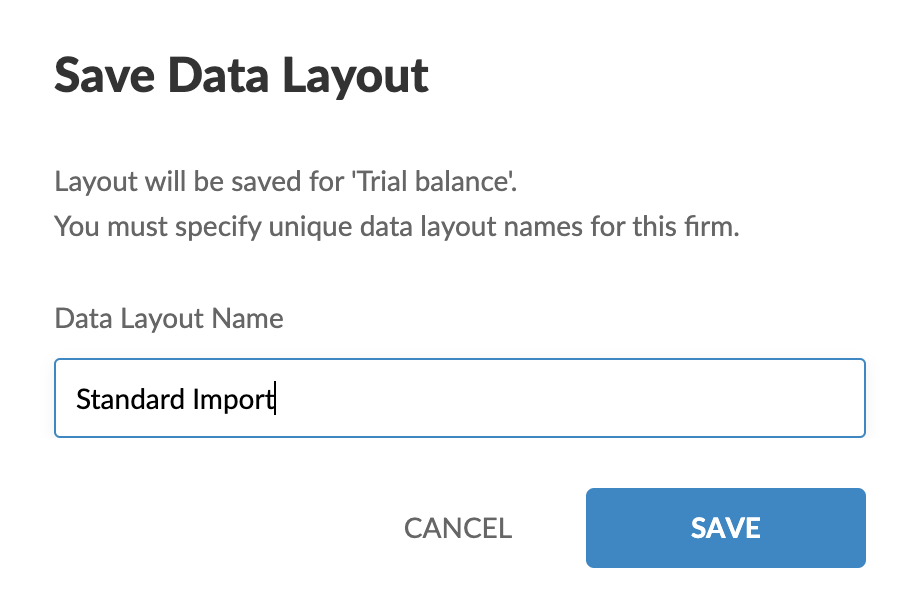 Save Data Layout
Layout will be saved for 'Trial balance'.
You must specify unique data layout names for this firm.
Data Layout Name
Standard Import
CANCEL
SAVE